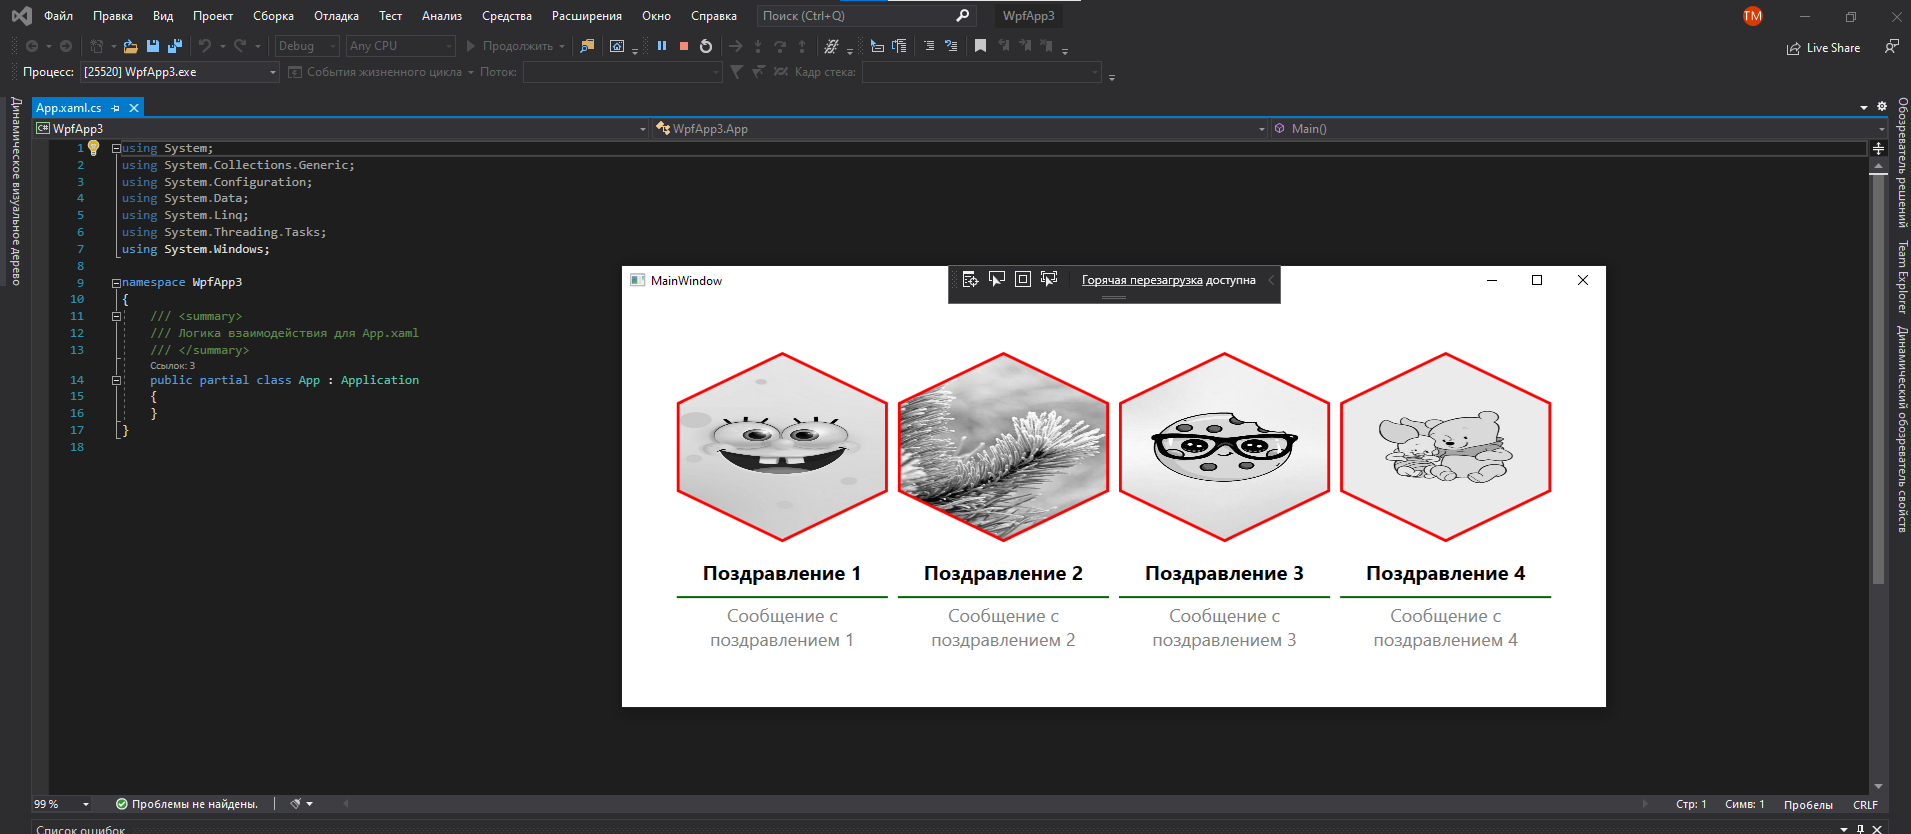 Файл Правка Вид Проект Сборка Отладка Тест Анализ Средства Расширения Окно Справка Поиск (Ctrl+Q) WpfApp3 TM
Debug Any CPU Продолжить Live Share
Процесс: [25520] WpfApp3.exe События жизненного цикла Поток: Кадр стека:
Динамическое визуальное дерево
App.xaml.cs
C# WpfApp3 WpfApp3.App Main()
1 using System;
2 using System.Collections.Generic;
3 using System.Configuration;
4 using System.Data;
5 using System.Linq;
6 using System.Threading.Tasks;
7 using System.Windows;
8
9 namespace WpfApp3
10 {
11 /// <summary>
12 /// Логика взаимодействия для App.xaml
13 /// </summary>
Ссылок: 3
14 public partial class App : Application
15 {
16 }
17 }
18
MainWindow
Горячая перезагрузка доступна
Поздравление 1
Сообщение с
поздравлением 1
Поздравление 2
Сообщение с
поздравлением 2
Поздравление 3
Сообщение с
поздравлением 3
Поздравление 4
Сообщение с
поздравлением 4
Обозреватель решений
Team Explorer
Динамический обозреватель свойств
99 % Проблемы не найдены. Стр: 1 Симв: 1 Пробелы CRLF
Список ошибок